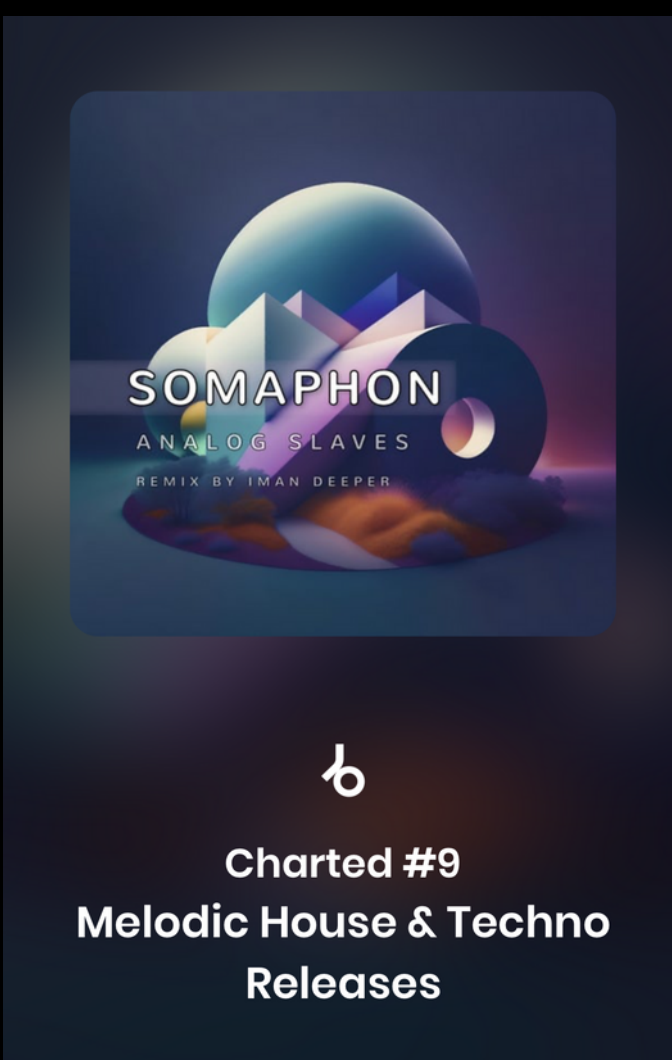 SOMAPHON
ANALOG SLAVES
REMIX BY IMAN DEEPER
Charted #9
Melodic House & Techno
Releases